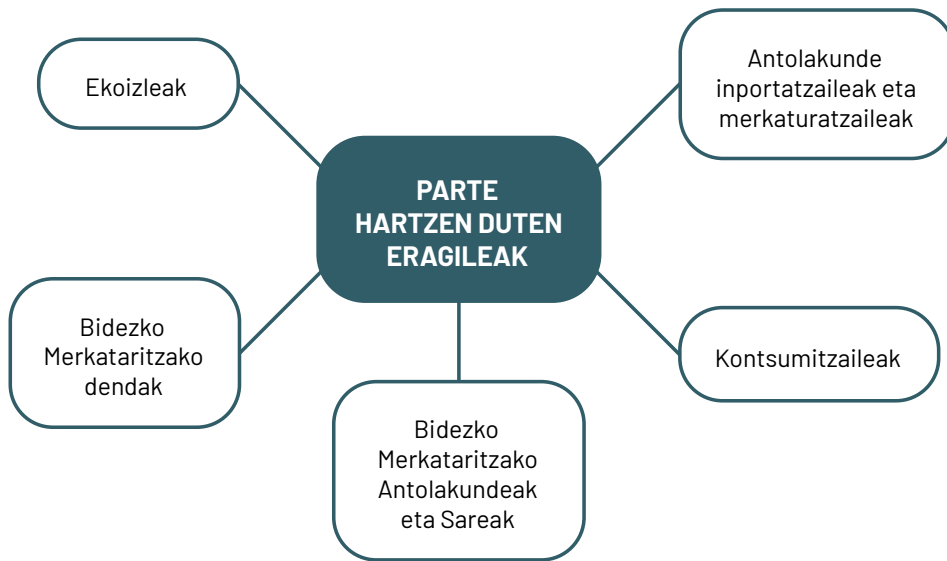 Ekoizleak
Antolakunde
inportatzaileak eta
merkaturatzaileak
PARTE
HARTZEN DUTEN
ERAGILEAK
Bidezko
Merkataritzako
dendak
Kontsumitzaileak
Bidezko
Merkataritzako
Antolakundeak
eta Sareak